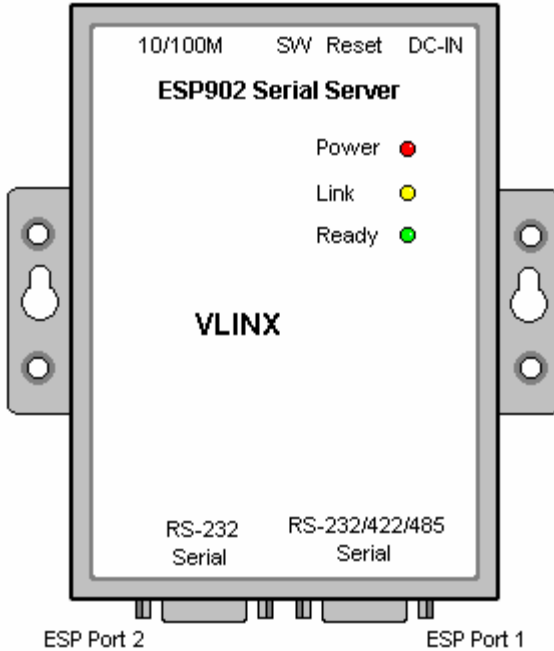 10/100M SW Reset DC-IN
ESP902 Serial Server
Power
Link
Ready
VLINX
RS-232 RS-232/422/485
Serial Serial
ESP Port 2 ESP Port 1